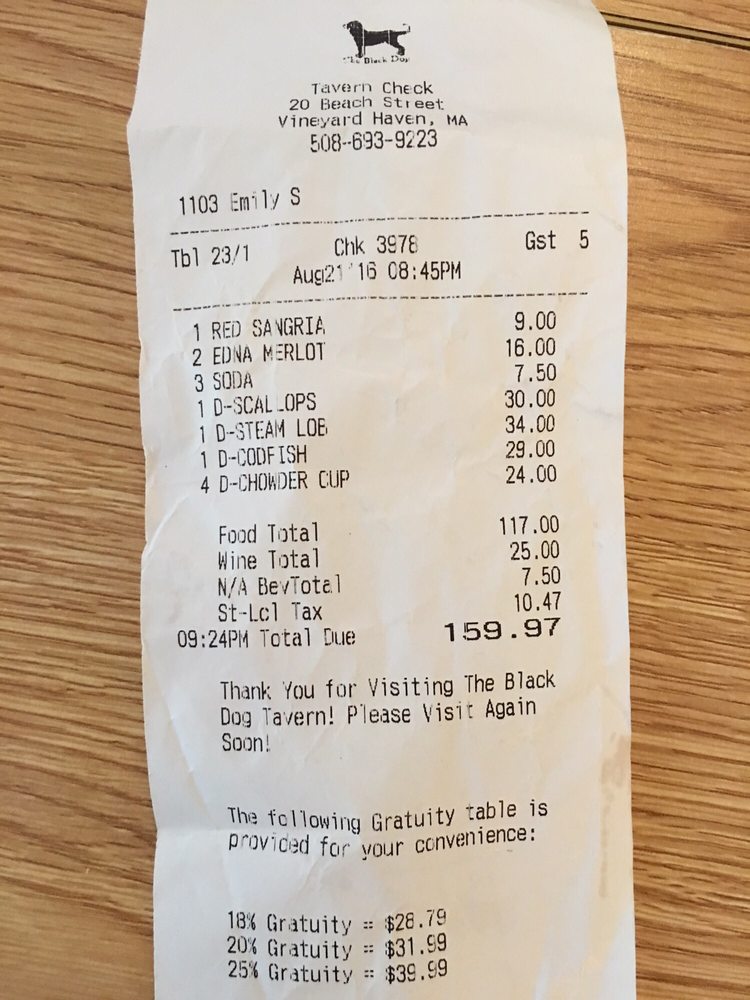 The Black Dog
Tavern Check
20 Beach Street
Vineyard Haven, MA
508-693-9223
1103 Emily S
Tbl 23/1 Chk 3978 Gst 5
Aug21'16 08:45PM
1 RED SANGRIA 9.00
2 EDNA MERLOT 16.00
3 SODA 7.50
1 D-SCALLOPS 30.00
1 D-STEAM LOB 34.00
1 D-CODFISH 29.00
4 D-CHOWDER CUP 24.00
Food Total 117.00
Wine Total 25.00
N/A BevTotal 7.50
St-Lcl Tax 10.47
09:24PM Total Due 159.97
Thank You for Visiting The Black
Dog Tavern! Please Visit Again
Soon!
The following Gratuity table is
provided for your convenience:
18% Gratuity = $28.79
20% Gratuity = $31.99
25% Gratuity = $39.99